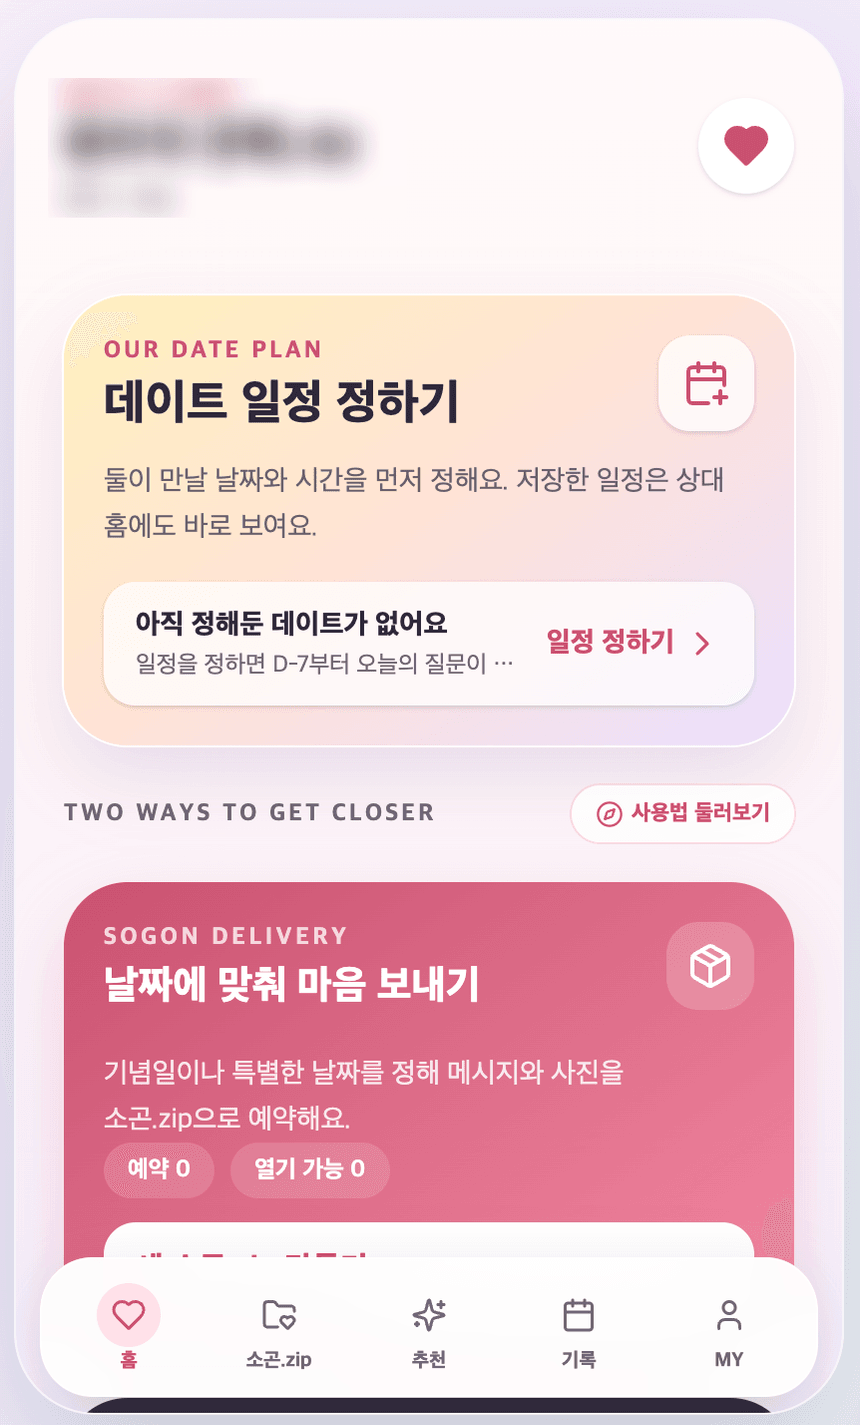 OUR DATE PLAN
데이트 일정 정하기
둘이 만날 날짜와 시간을 먼저 정해요. 저장한 일정은 상대
홈에도 바로 보여요.
아직 정해둔 데이트가 없어요
일정을 정하면 D-7부터 오늘의 질문이 ···
일정 정하기
TWO WAYS TO GET CLOSER
사용법 둘러보기
SOGON DELIVERY
날짜에 맞춰 마음 보내기
기념일이나 특별한 날짜를 정해 메시지와 사진을
소곤.zip으로 예약해요.
예약 0
열기 가능 0
홈
소곤.zip
추천
기록
MY